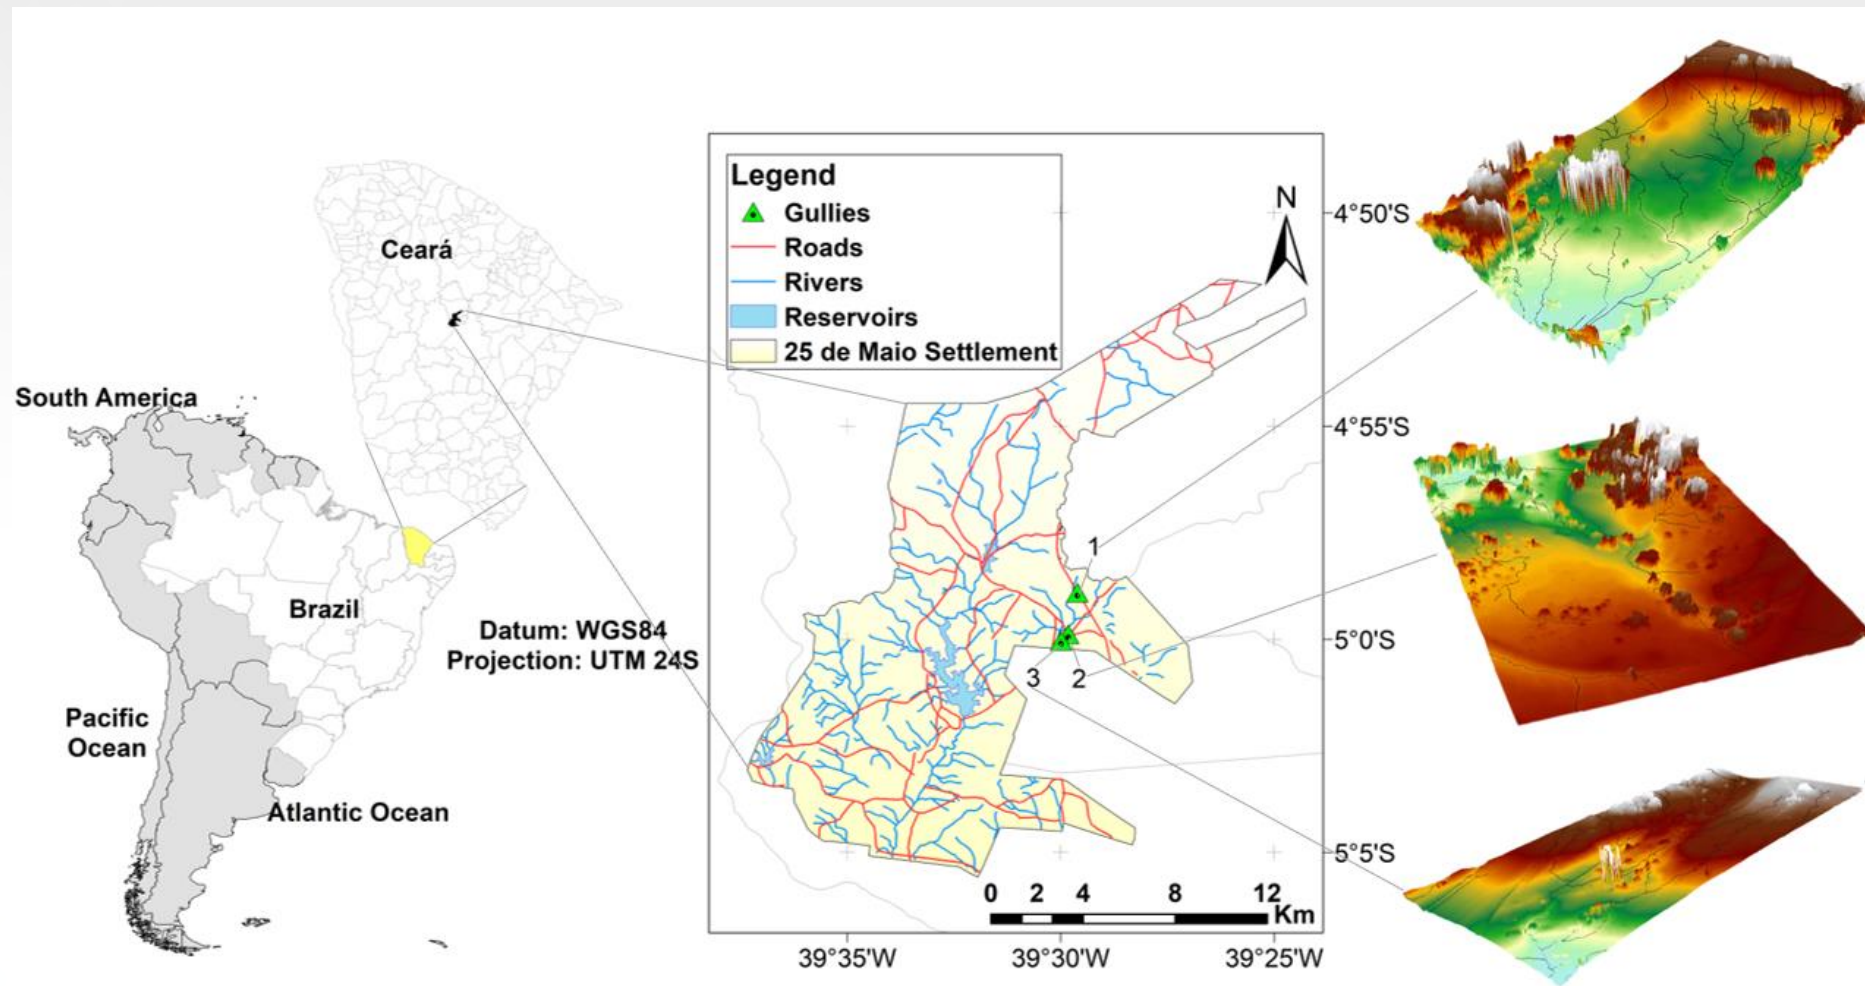 Ceará
South America
Brazil
Datum: WGS84
Projection: UTM 24S
Pacific
Ocean
Atlantic Ocean
Legend
Gullies
Roads
Rivers
Reservoirs
25 de Maio Settlement
N
4°50'S
4°55'S
5°0'S
5°5'S
1
3
2
0 2 4 8 12
Km
39°35'W 39°30'W 39°25'W